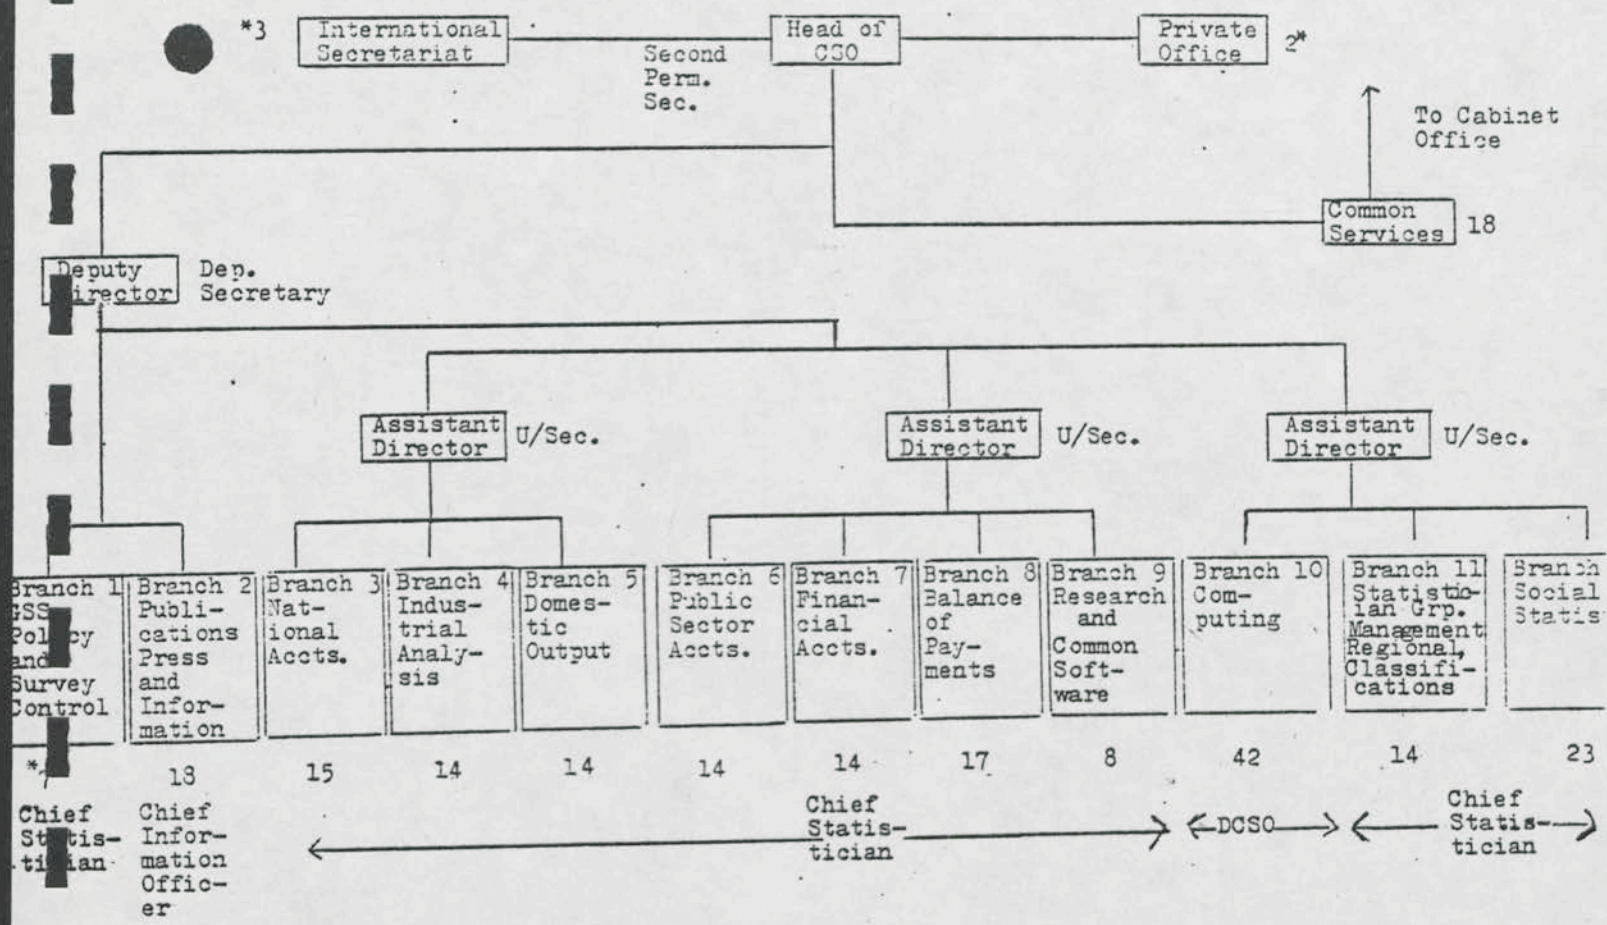 *3
International
Secretariat
Second
Perm.
Sec.
Head of
CSO
Private
Office
2*
To Cabinet
Office
Common
Services
18
Deputy
Director
Dep.
Secretary
Assistant
Director
U/Sec.
Assistant
Director
U/Sec.
Assistant
Director
U/Sec.
Branch 1
GSS
Policy
and
Survey
Control
Branch 2
Publi-
cations
Press
and
Infor-
mation
Branch 3
Nat-
ional
Accts.
Branch 4
Indus-
trial
Analy-
sis
Branch 5
Domes-
tic
Output
Branch 6
Public
Sector
Accts.
Branch 7
Finan-
cial
Accts.
Branch 8
Balance
of
Pay-
ments
Branch 9
Research
and
Common
Soft-
ware
Branch 10
Com-
puting
Branch 11
Statistic-
ian Grp.
Management
Regional,
Classifi-
cations
Branch
Social
Statis
18
15
14
14
14
14
17
8
42
14
23
Chief
Statis-
tician
Chief
Infor-
mation
Offic-
er
Chief
Statis-
tician
DCSO
Chief
Statis-
tician